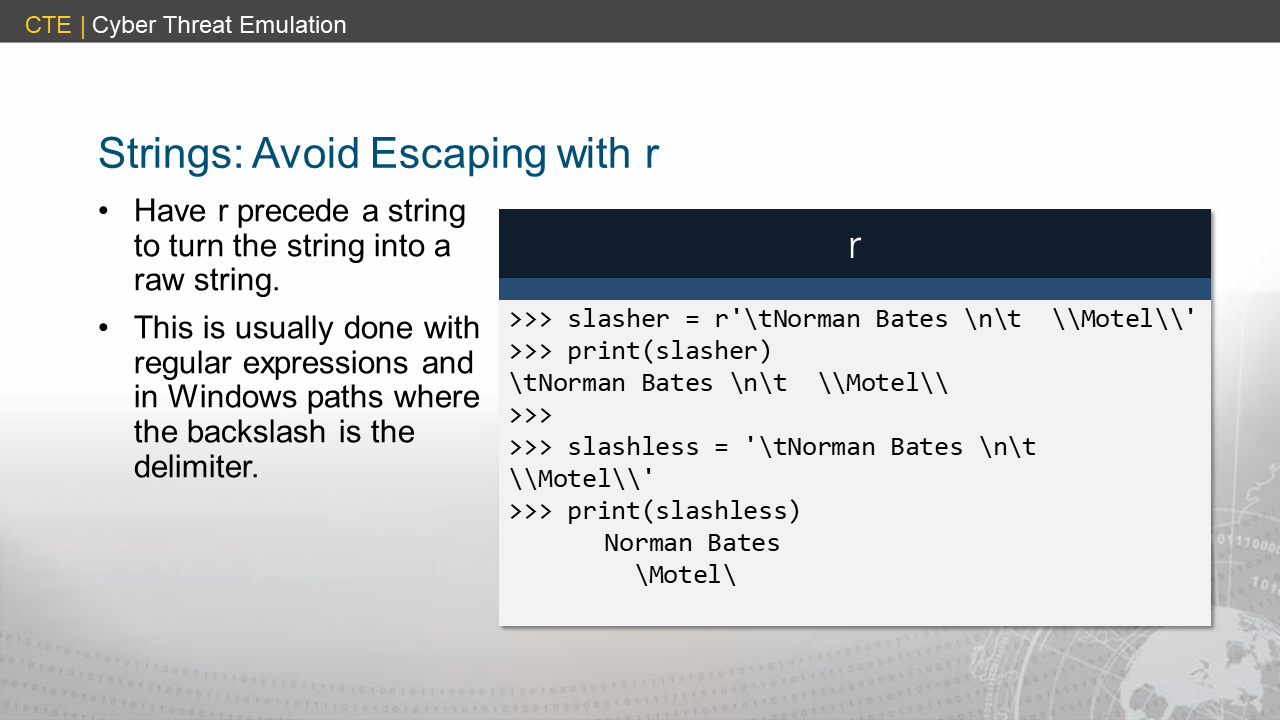 CTE | Cyber Threat Emulation
Strings: Avoid Escaping with r
• Have r precede a string
to turn the string into a
raw string.
• This is usually done with
regular expressions and
in Windows paths where
the backslash is the
delimiter.
r
>>> slasher = r'\tNorman Bates \n\t  \\Motel\\'
>>> print(slasher)
\tNorman Bates \n\t  \\Motel\\
>>>
>>> slashless = '\tNorman Bates \n\t
\\Motel\\'
>>> print(slashless)
Norman Bates
\Motel\